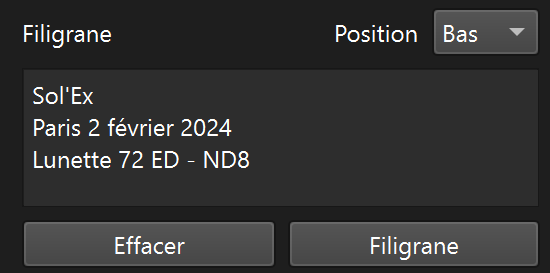 Filigrane Position Bas
Sol'Ex
Paris 2 février 2024
Lunette 72 ED - ND8
Effacer Filigrane